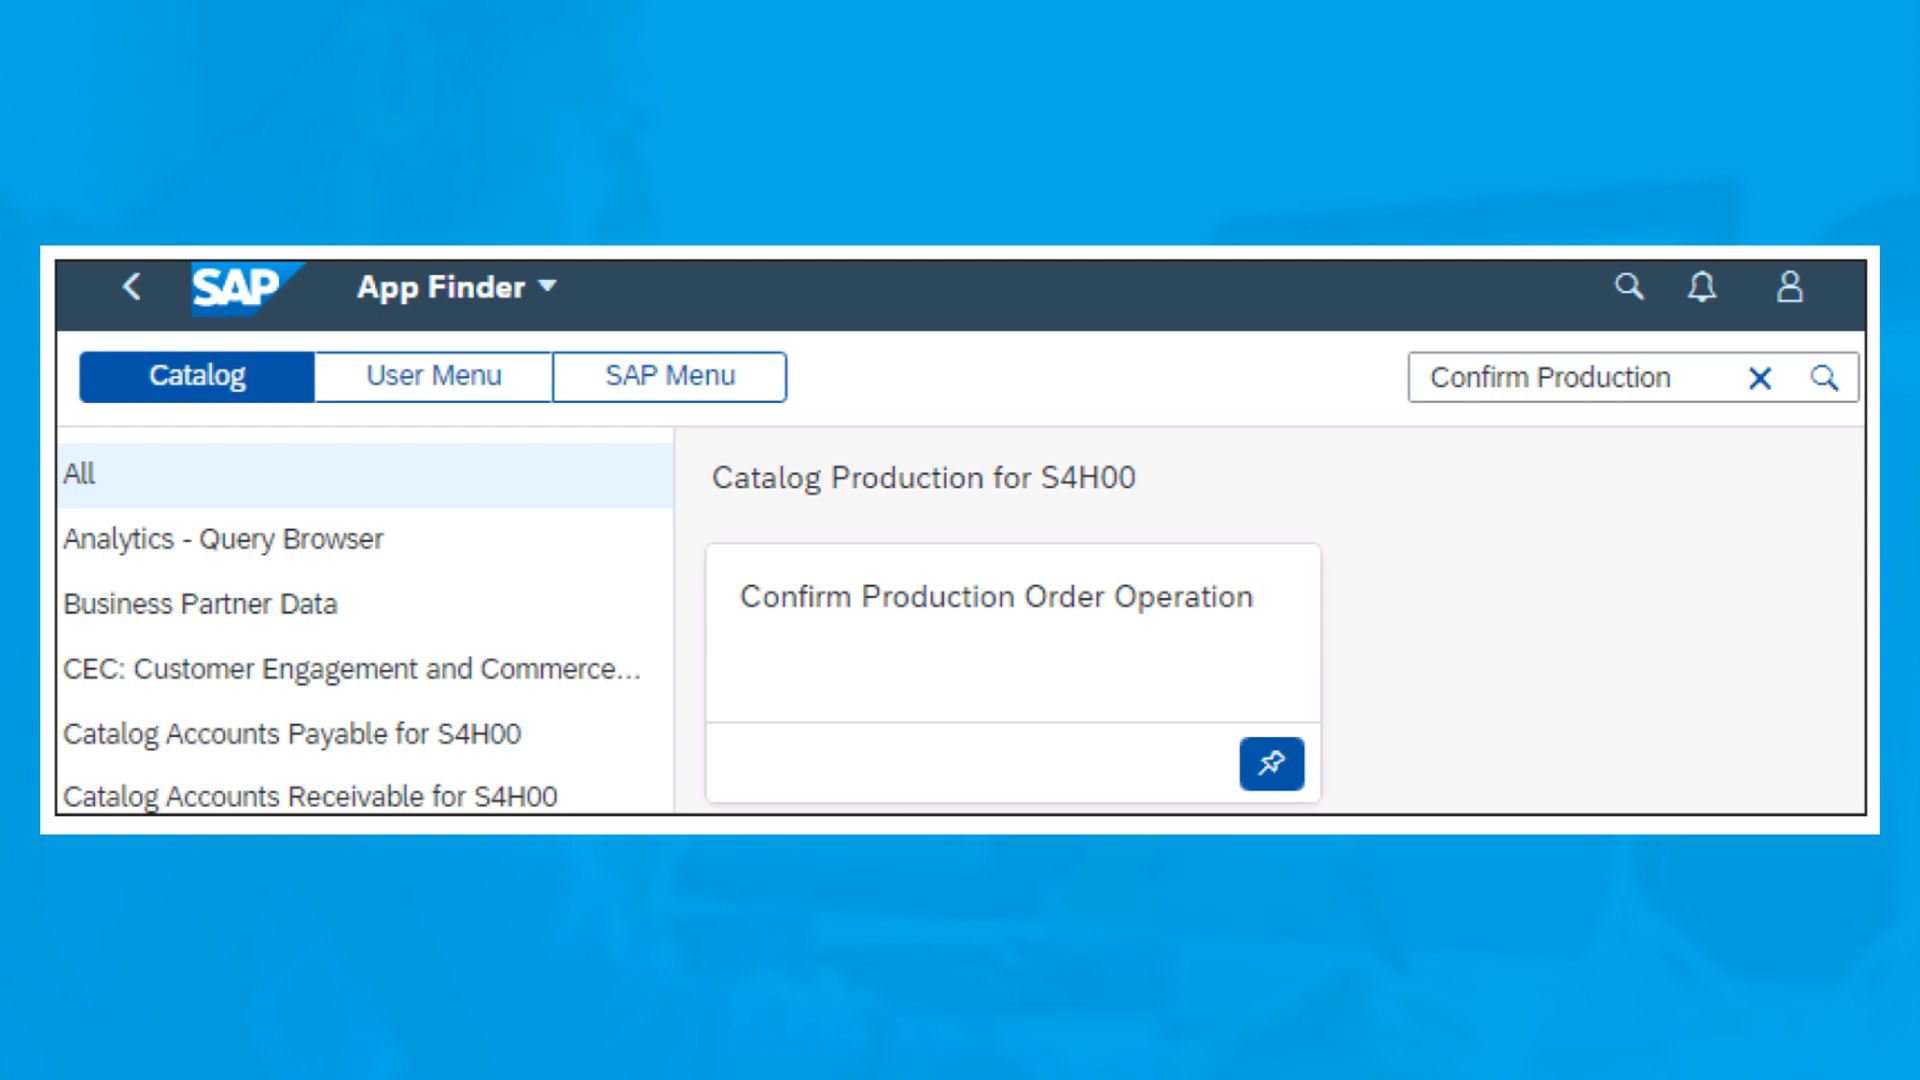 SAP App Finder
Catalog User Menu SAP Menu Confirm Production
All
Analytics - Query Browser
Business Partner Data
CEC: Customer Engagement and Commerce...
Catalog Accounts Payable for S4H00
Catalog Accounts Receivable for S4H00
Catalog Production for S4H00
Confirm Production Order Operation